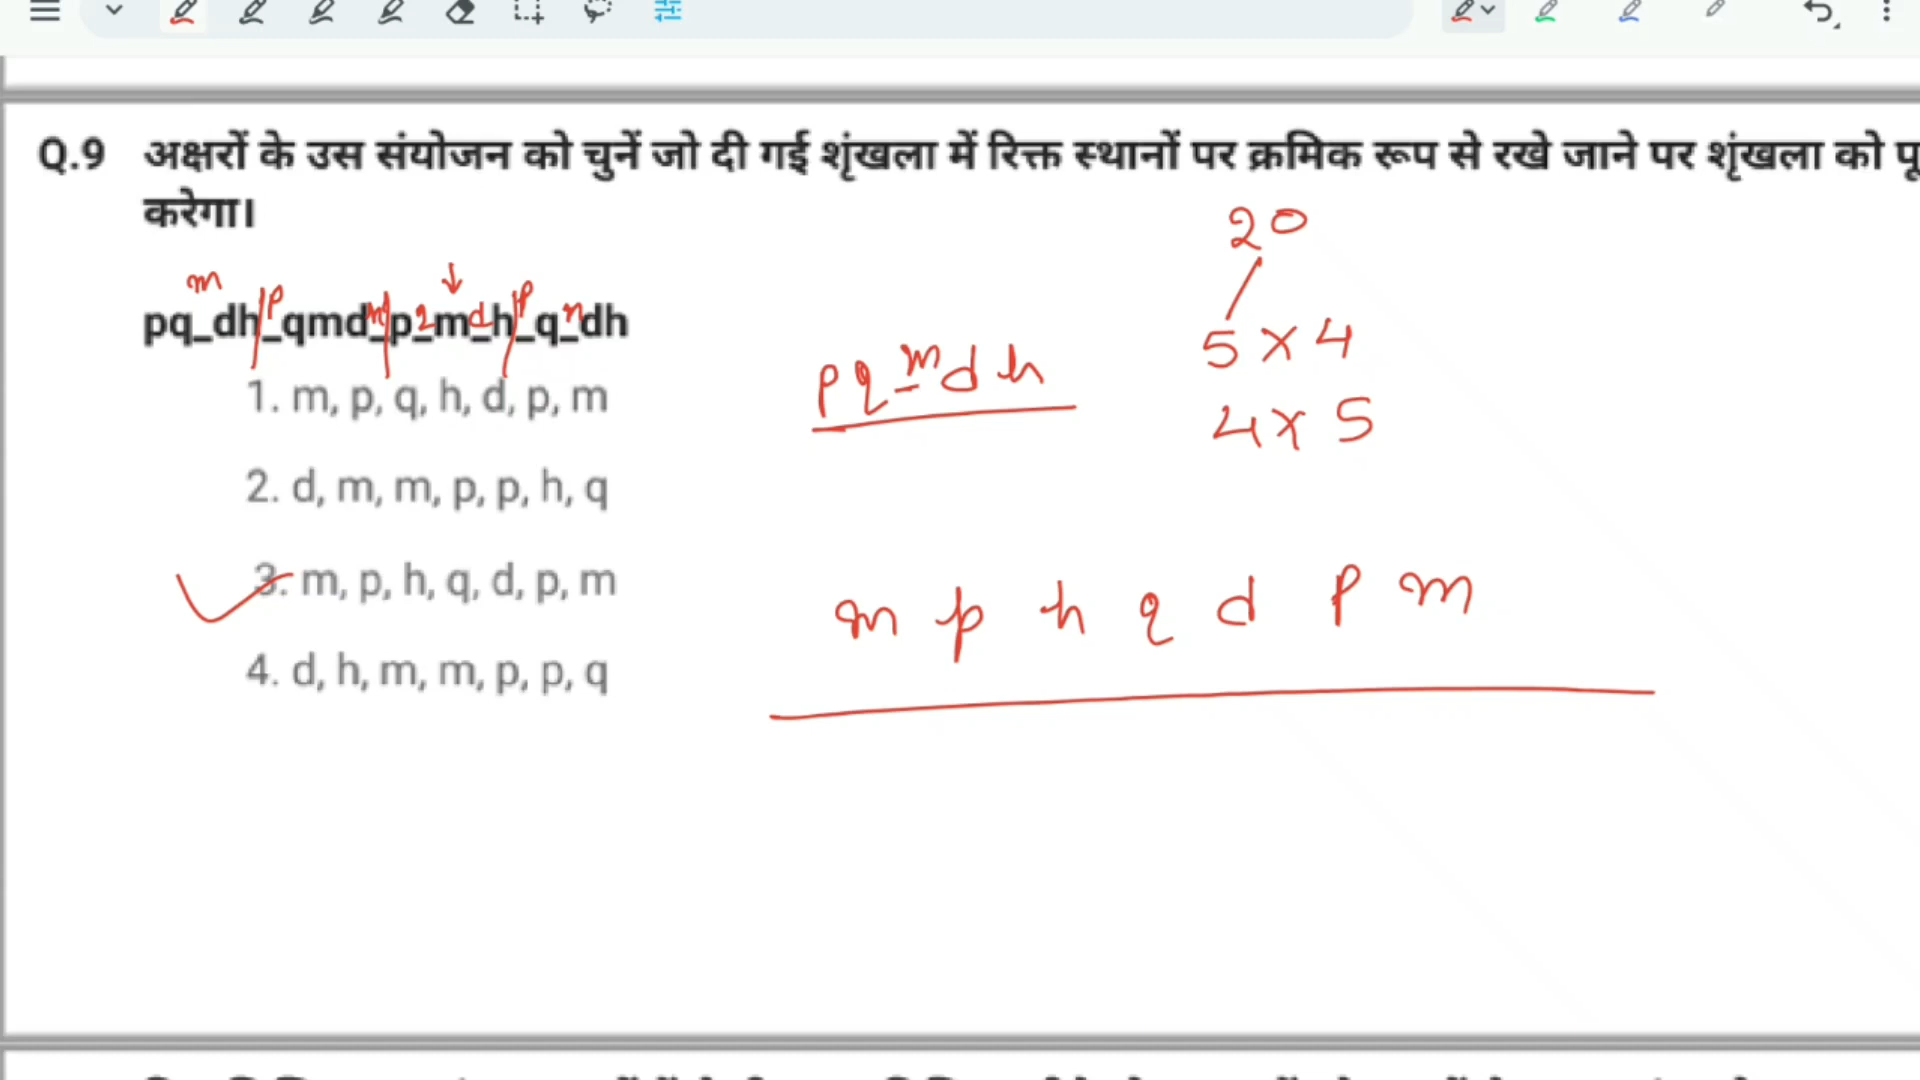 Q.9 अक्षरों के उस संयोजन को चुनें जो दी गई शृंखला में रिक्त स्थानों पर क्रमिक रूप से रखे जाने पर शृंखला को पू
करेगा।
20
m p
pq_dh_qmd_p_m_h_q_dh
5 x 4
p q m d h
4 x 5
1. m, p, q, h, d, p, m
2. d, m, m, p, p, h, q
3. m, p, h, q, d, p, m
m p h q d p m
4. d, h, m, m, p, p, q